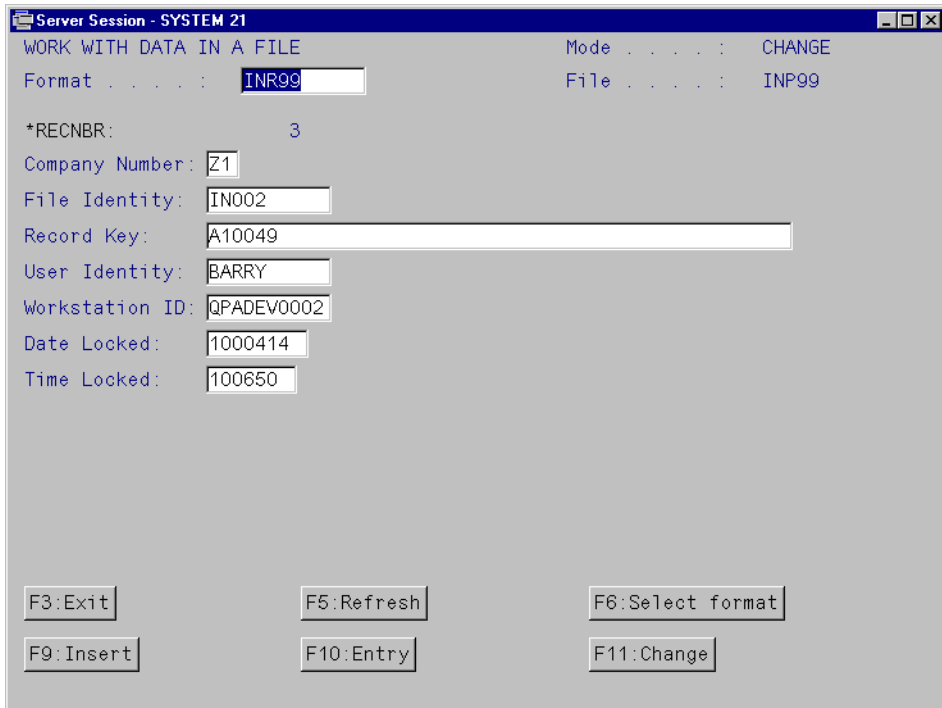 Server Session - SYSTEM 21
WORK WITH DATA IN A FILE Mode . . . . : CHANGE
Format . . . . : INR99 File . . . . : INP99
*RECNBR: 3
Company Number: Z1
File Identity: IN002
Record Key: A10049
User Identity: BARRY
Workstation ID: QPADEV0002
Date Locked: 1000414
Time Locked: 100650
F3:Exit F5:Refresh F6:Select format
F9:Insert F10:Entry F11:Change